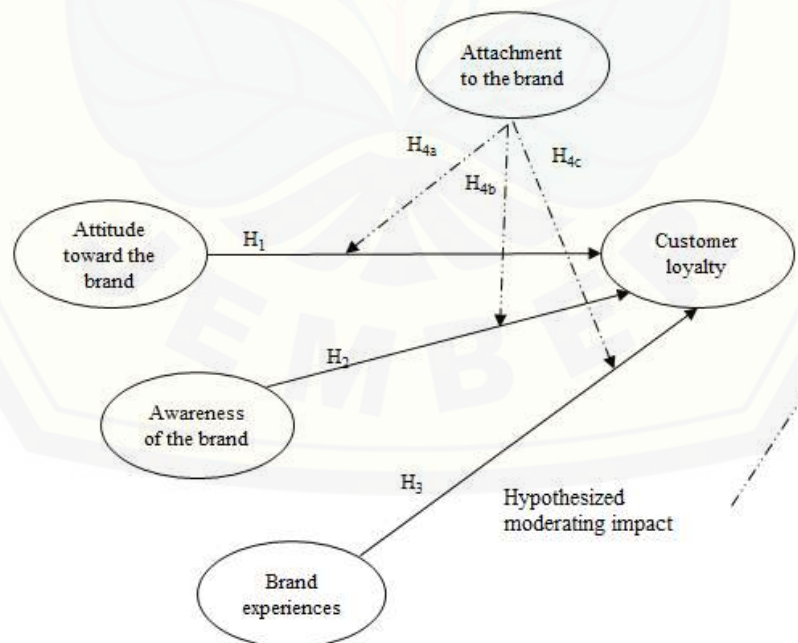 Attachment
to the brand
H4a
H4b
H4c
Attitude
toward the
brand
H1
Customer
loyalty
H2
Awareness
of the brand
H3
Hypothesized
moderating impact
Brand
experiences